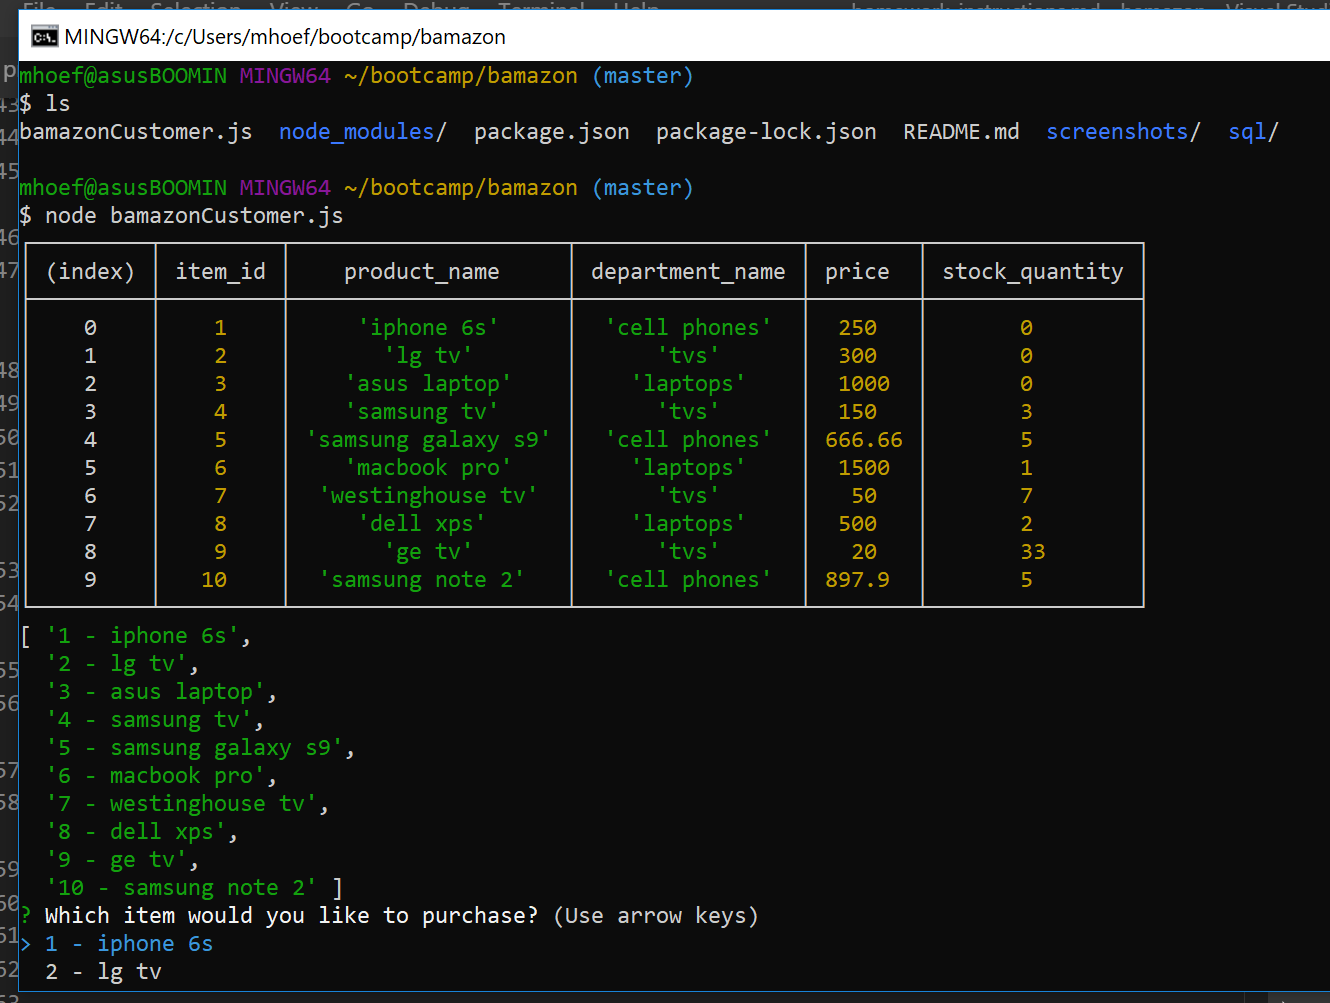 File Edit Selection View Go Debug Terminal Help
MINGW64:/c/Users/mhoef/bootcamp/bamazon
mhoef@asusBOOMIN MINGW64 ~/bootcamp/bamazon (master)
$ ls
bamazonCustomer.js node_modules/ package.json package-lock.json README.md screenshots/ sql/
mhoef@asusBOOMIN MINGW64 ~/bootcamp/bamazon (master)
$ node bamazonCustomer.js
(index) item_id product_name department_name price stock_quantity
0 1 'iphone 6s' 'cell phones' 250 0
1 2 'lg tv' 'tvs' 300 0
2 3 'asus laptop' 'laptops' 1000 0
3 4 'samsung tv' 'tvs' 150 3
4 5 'samsung galaxy s9' 'cell phones' 666.66 5
5 6 'macbook pro' 'laptops' 1500 1
6 7 'westinghouse tv' 'tvs' 50 7
7 8 'dell xps' 'laptops' 500 2
8 9 'ge tv' 'tvs' 20 33
9 10 'samsung note 2' 'cell phones' 897.9 5
[ '1 - iphone 6s',
'2 - lg tv',
'3 - asus laptop',
'4 - samsung tv',
'5 - samsung galaxy s9',
'6 - macbook pro',
'7 - westinghouse tv',
'8 - dell xps',
'9 - ge tv',
'10 - samsung note 2' ]
? Which item would you like to purchase? (Use arrow keys)
> 1 - iphone 6s
2 - lg tv